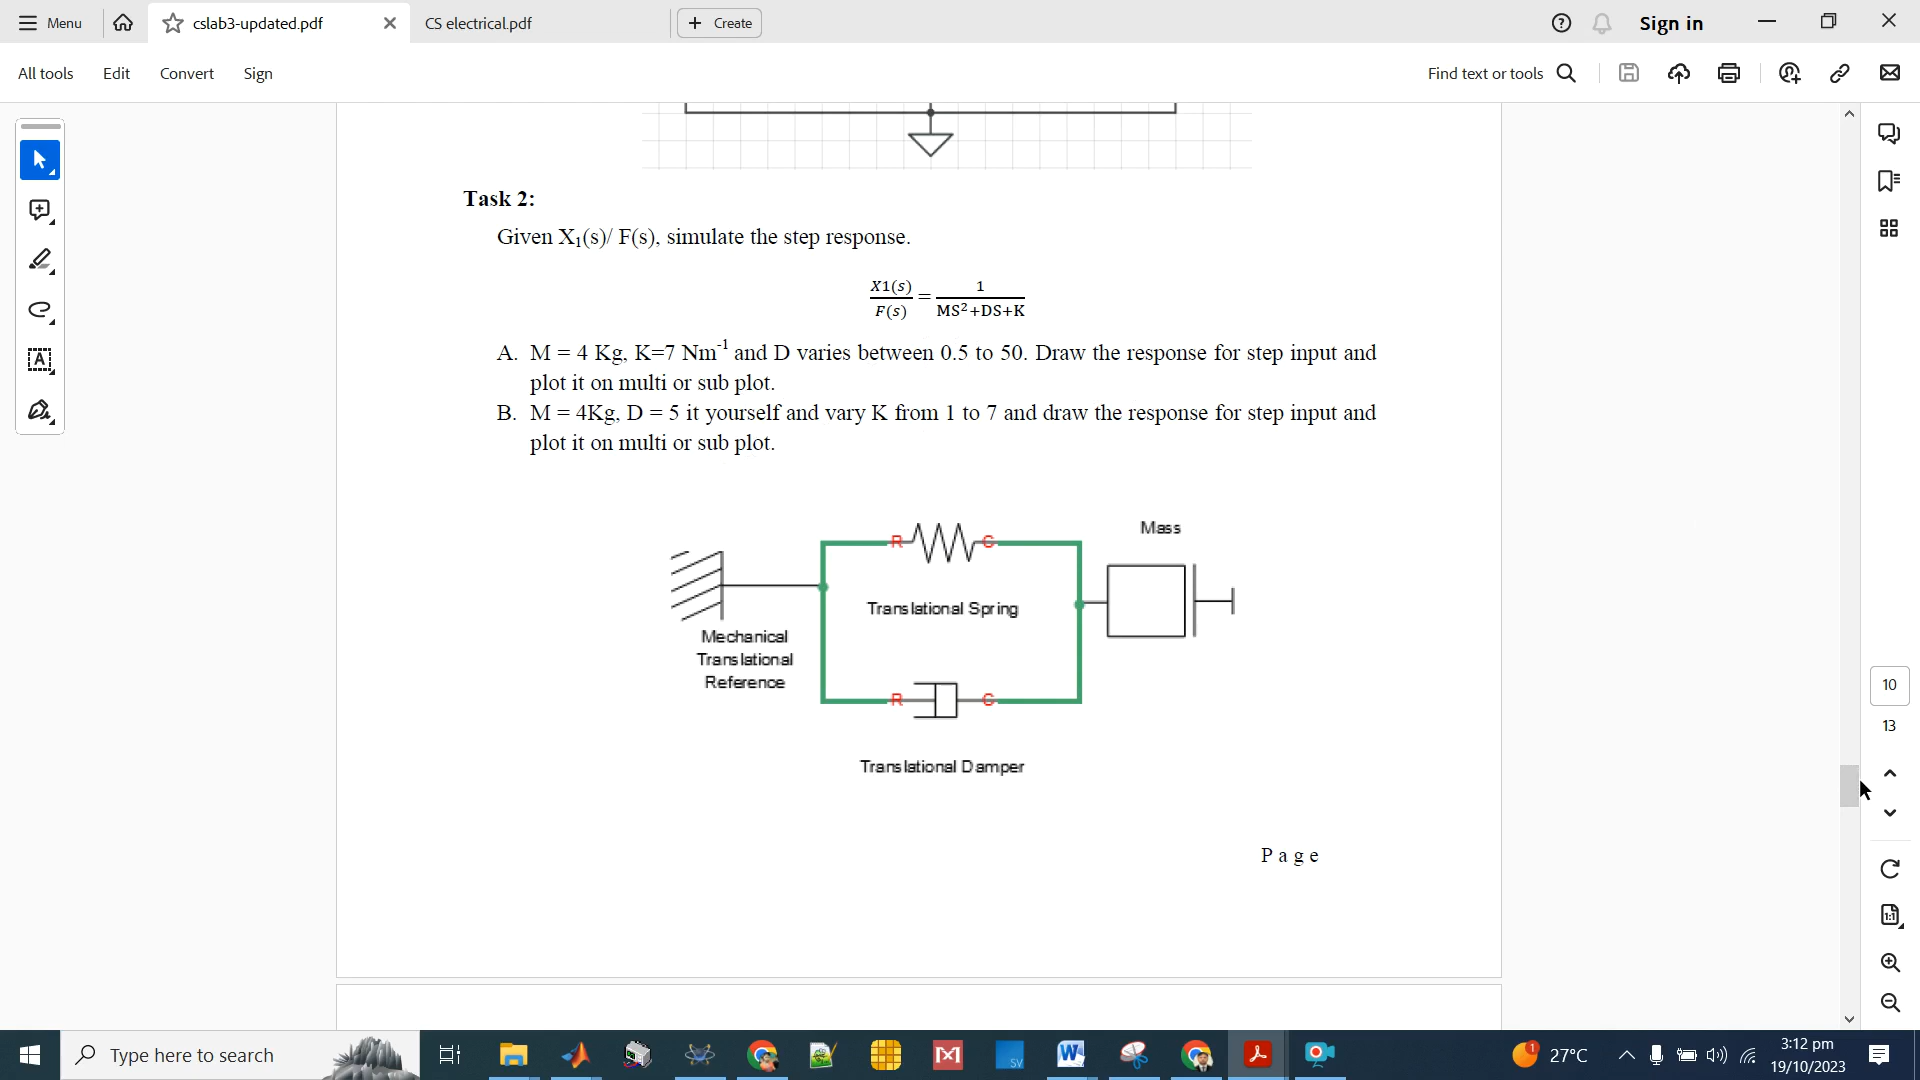 Menu
cslab3-updated.pdf
CS electrical.pdf
+ Create
Sign in
All tools
Edit
Convert
Sign
Find text or tools
Task 2:
Given X₁(s)/ F(s), simulate the step response.
X1(s)/F(s) = 1/(MS²+DS+K)
A. M = 4 Kg, K=7 Nm⁻¹ and D varies between 0.5 to 50. Draw the response for step input and
plot it on multi or sub plot.
B. M = 4Kg, D = 5 it yourself and vary K from 1 to 7 and draw the response for step input and
plot it on multi or sub plot.
Mass
R C
Translational Spring
Mechanical
Translational
Reference
R C
Translational Damper
Page
10
13
Type here to search
SV
1
27°C
3:12 pm
19/10/2023